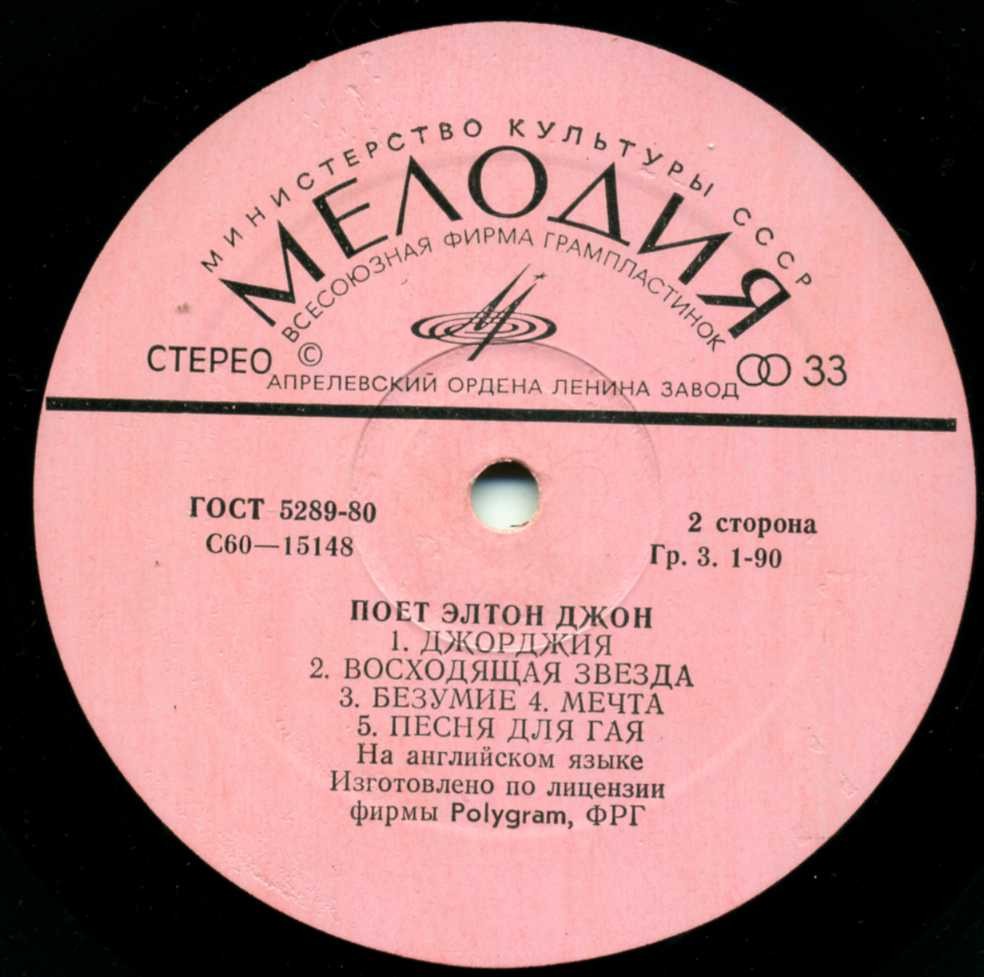 МИНИСТЕРСТВО КУЛЬТУРЫ СССР
МЕЛОДИЯ
ВСЕСОЮЗНАЯ ФИРМА ГРАМПЛАСТИНОК
СТЕРЕО ©
33
АПРЕЛЕВСКИЙ ОРДЕНА ЛЕНИНА ЗАВОД
ГОСТ 5289-80
С60—15148
2 сторона
Гр. 3. 1-90
ПОЕТ ЭЛТОН ДЖОН
1. ДЖОРДЖИЯ
2. ВОСХОДЯЩАЯ ЗВЕЗДА
3. БЕЗУМИЕ 4. МЕЧТА
5. ПЕСНЯ ДЛЯ ГАЯ
На английском языке
Изготовлено по лицензии
фирмы Polygram, ФРГ